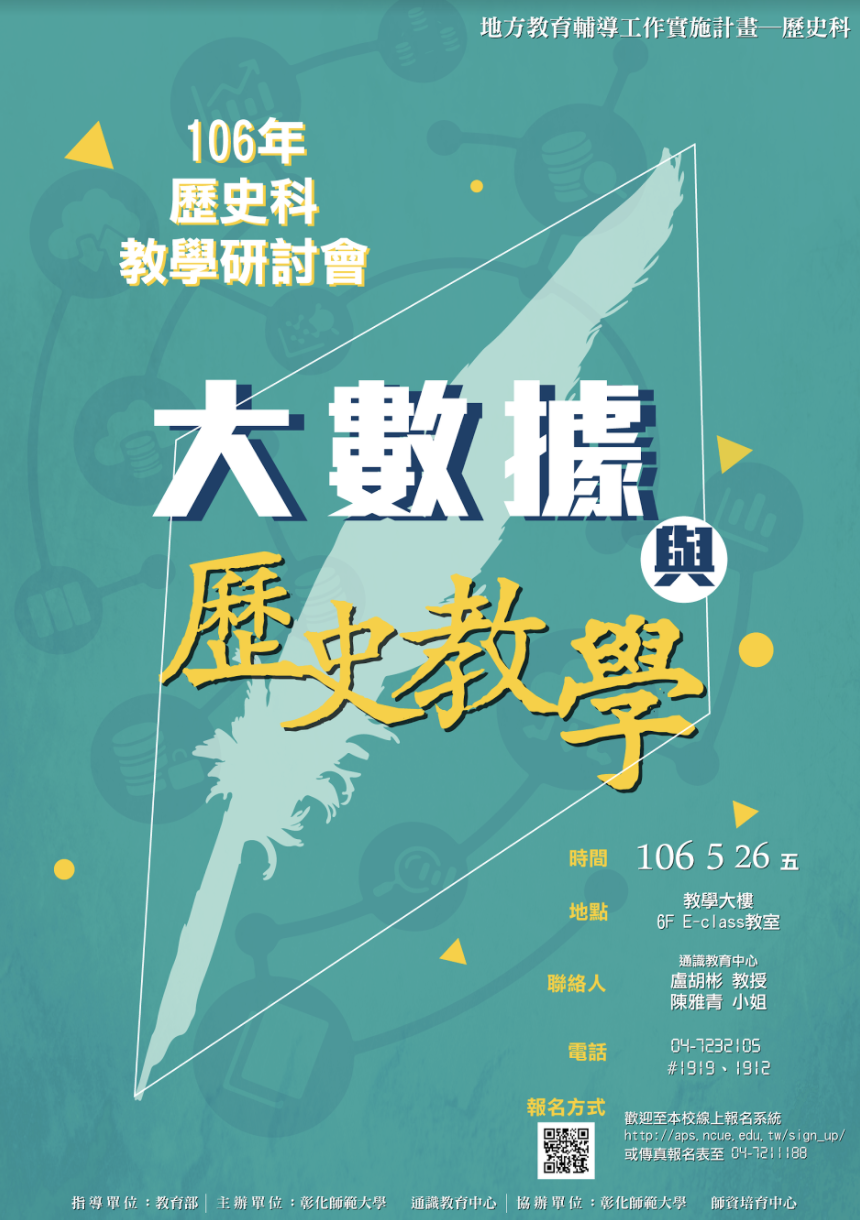 地方教育輔導工作實施計畫—歷史科
106年
歷史科
教學研討會
大數據
與
歷史教學
時間 106 5 26 五
地點 教學大樓
6F E-class教室
聯絡人 通識教育中心
盧胡彬 教授
陳雅青 小姐
電話 04-7232105
#1919、1912
報名方式 歡迎至本校線上報名系統
http://aps.ncue.edu.tw/sign_up/
或傳真報名表至 04-7211188
指導單位：教育部│主辦單位：彰化師範大學 通識教育中心│協辦單位：彰化師範大學 師資培育中心